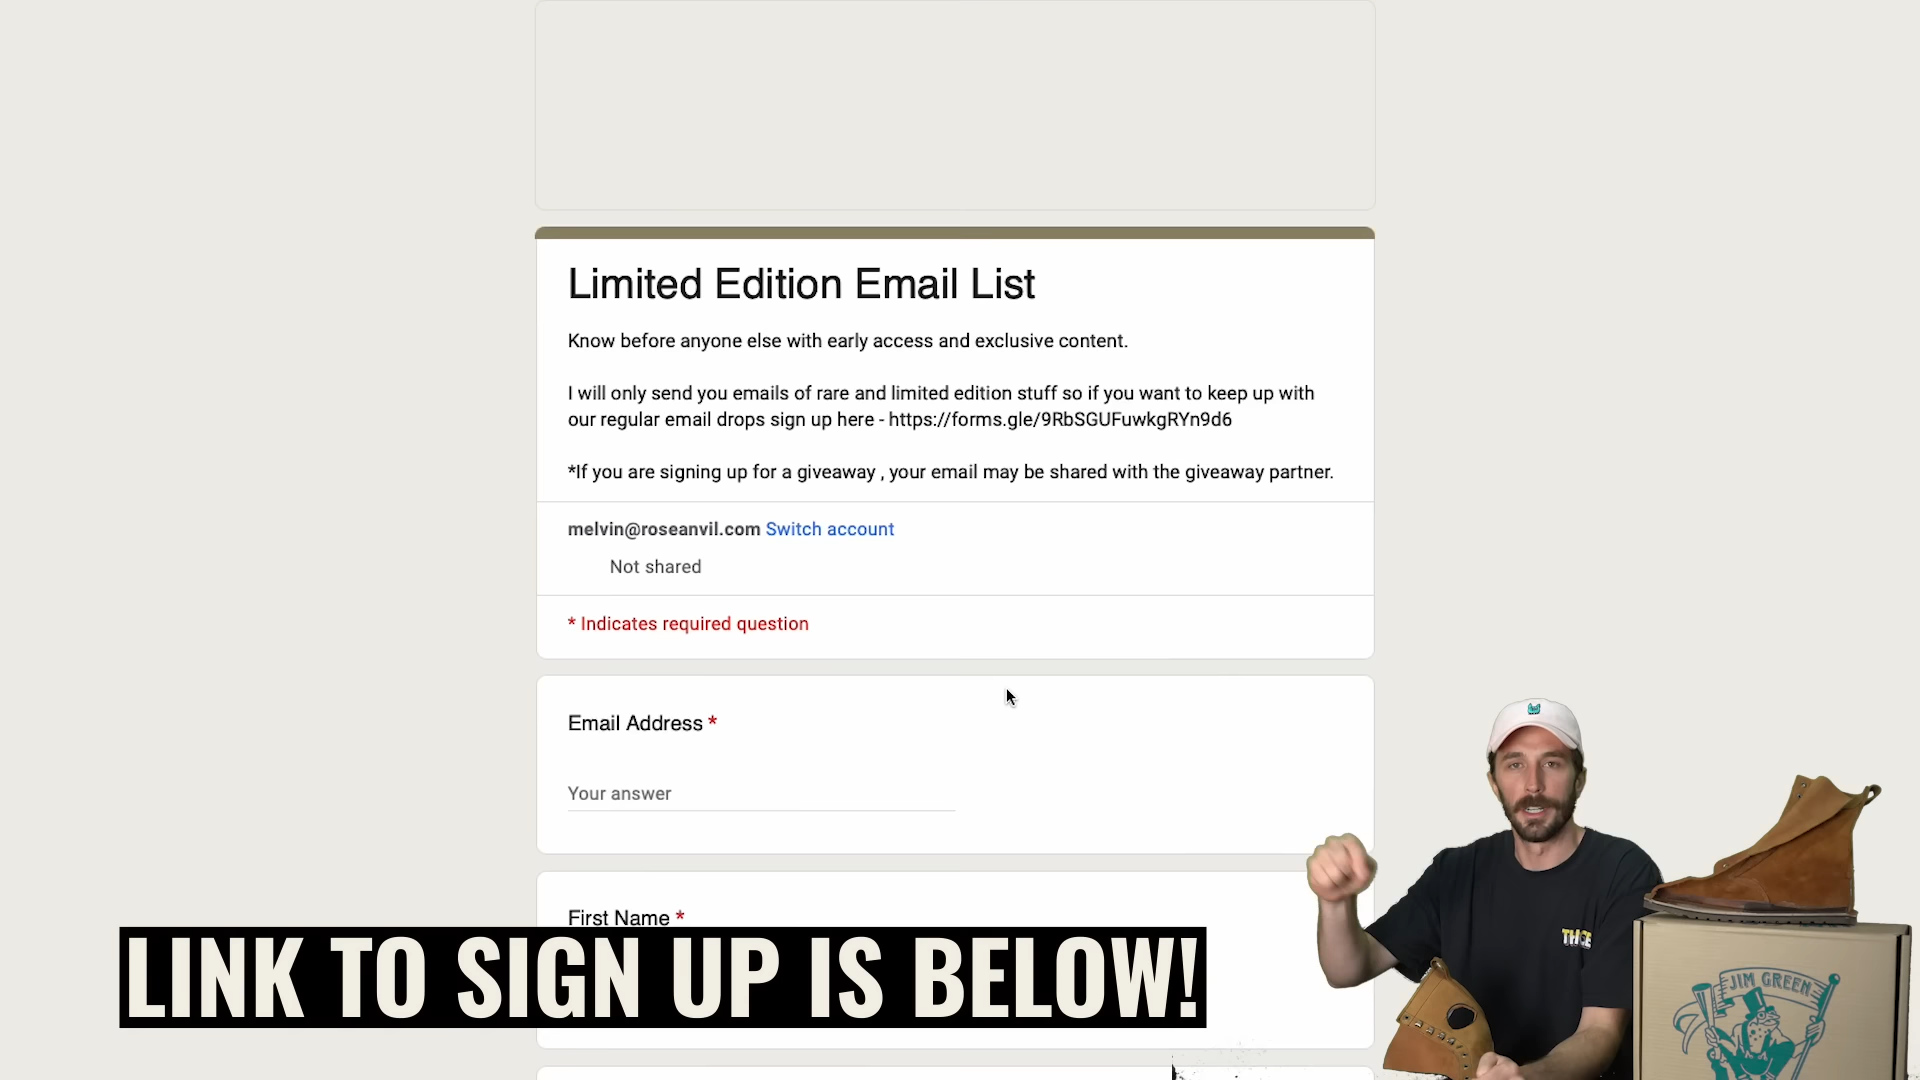 Limited Edition Email List
Know before anyone else with early access and exclusive content.
I will only send you emails of rare and limited edition stuff so if you want to keep up with
our regular email drops sign up here - https://forms.gle/9RbSGUFuwkgRYn9d6
*If you are signing up for a giveaway , your email may be shared with the giveaway partner.
melvin@roseanvil.com Switch account
Not shared
* Indicates required question
Email Address *
Your answer
First Name *
LINK TO SIGN UP IS BELOW!
JIM GREEN